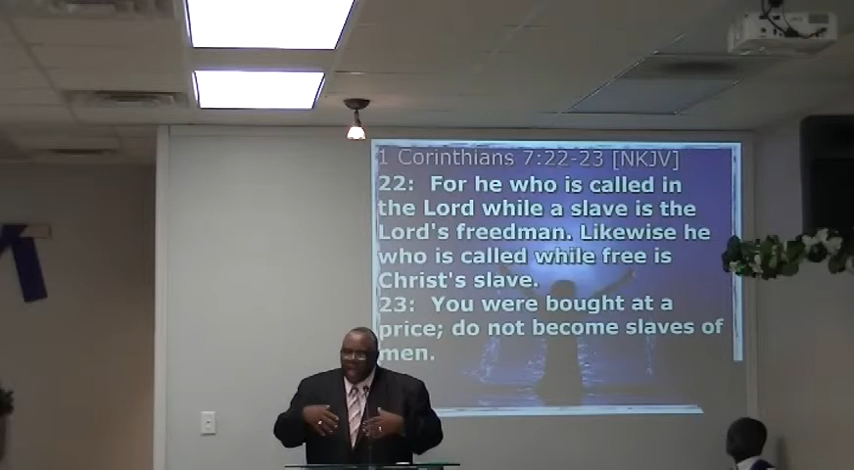 1 Corinthians 7:22-23 [NKJV]
22: For he who is called in
the Lord while a slave is the
Lord's freedman. Likewise he
who is called while free is
Christ's slave.
23: You were bought at a
price; do not become slaves of
men.